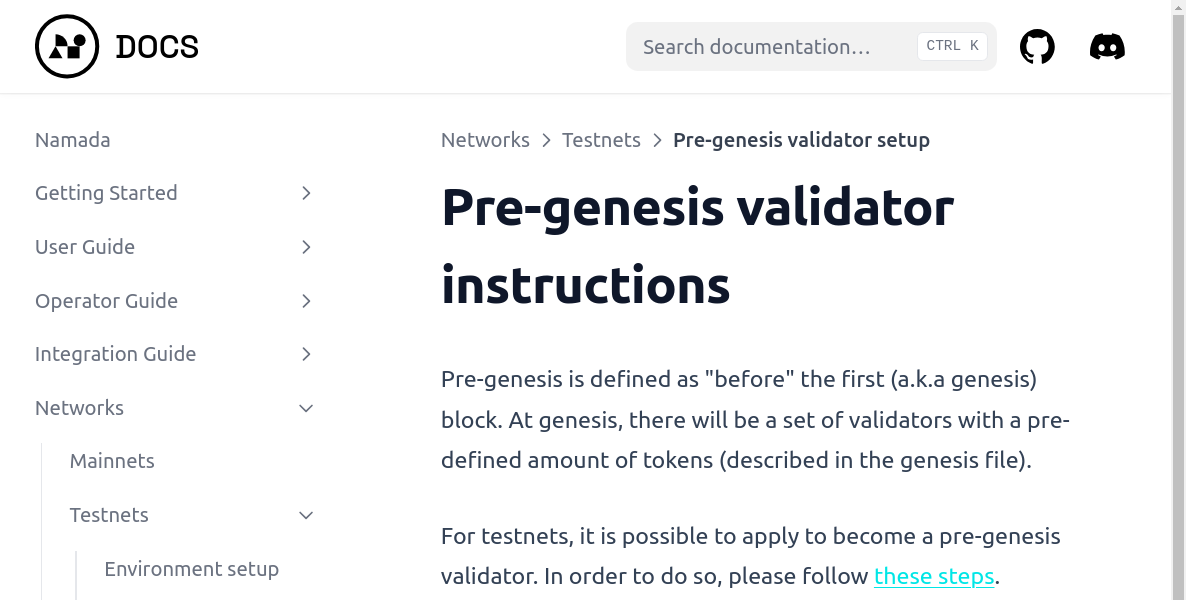 DOCS
Search documentation…
CTRL K
Namada
Getting Started
User Guide
Operator Guide
Integration Guide
Networks
Mainnets
Testnets
Environment setup
Networks > Testnets > Pre-genesis validator setup
Pre-genesis validator
instructions
Pre-genesis is defined as "before" the first (a.k.a genesis)
block. At genesis, there will be a set of validators with a pre-
defined amount of tokens (described in the genesis file).
For testnets, it is possible to apply to become a pre-genesis
validator. In order to do so, please follow these steps.